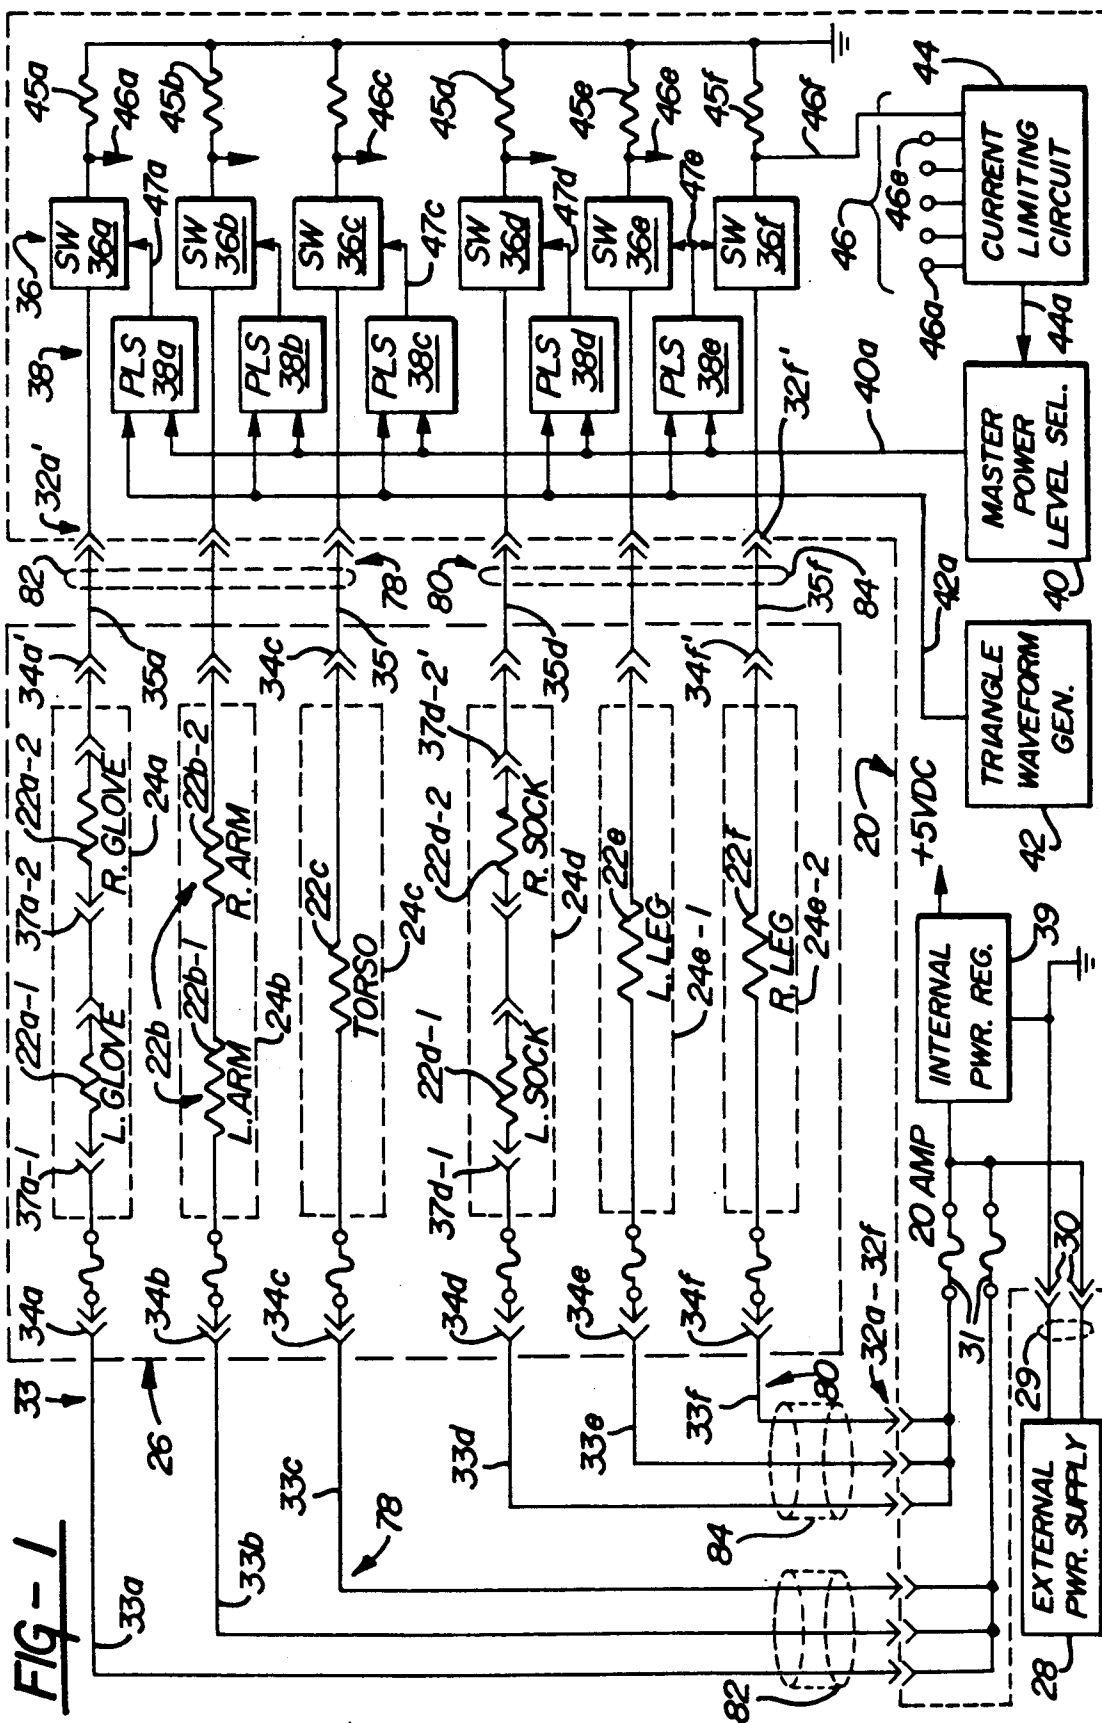 FIG-1
33
33a
34a
37a-1
22a-1
L. GLOVE
37a-2
22a-2
R. GLOVE
24a
34a'
35a
82
32a'
38
36
SW
36a
PLS
38a
47a
45a
46a
26
33b
34b
22b
22b-1
L. ARM
24b
22b-2
R. ARM
SW
36b
PLS
38b
45b
33c
78
34c
22c
TORSO
24c
34c
35'
78
SW
36c
PLS
38c
47c
46c
33d
34d
37d-1
22d-1
L. SOCK
22d-2
R. SOCK
37d-2'
24d
35d
80
SW
36d
PLS
38d
47d
45d
33e
34e
22e
L. LEG
24e-1
SW
36e
PLS
38e
47e
45e
46e
33f
80
34f
22f
R. LEG
24e-2
34f'
35f
84
32f'
SW
36f
45f
46f
82
84
32a-32f
20
40a
46
46a
46e
20 AMP
31
30
29
EXTERNAL
PWR. SUPPLY
28
INTERNAL
PWR. REG.
39
+5VDC
TRIANGLE
WAVEFORM
GEN.
42
42a
MASTER
POWER
LEVEL SEL.
40
44a
CURRENT
LIMITING
CIRCUIT
44